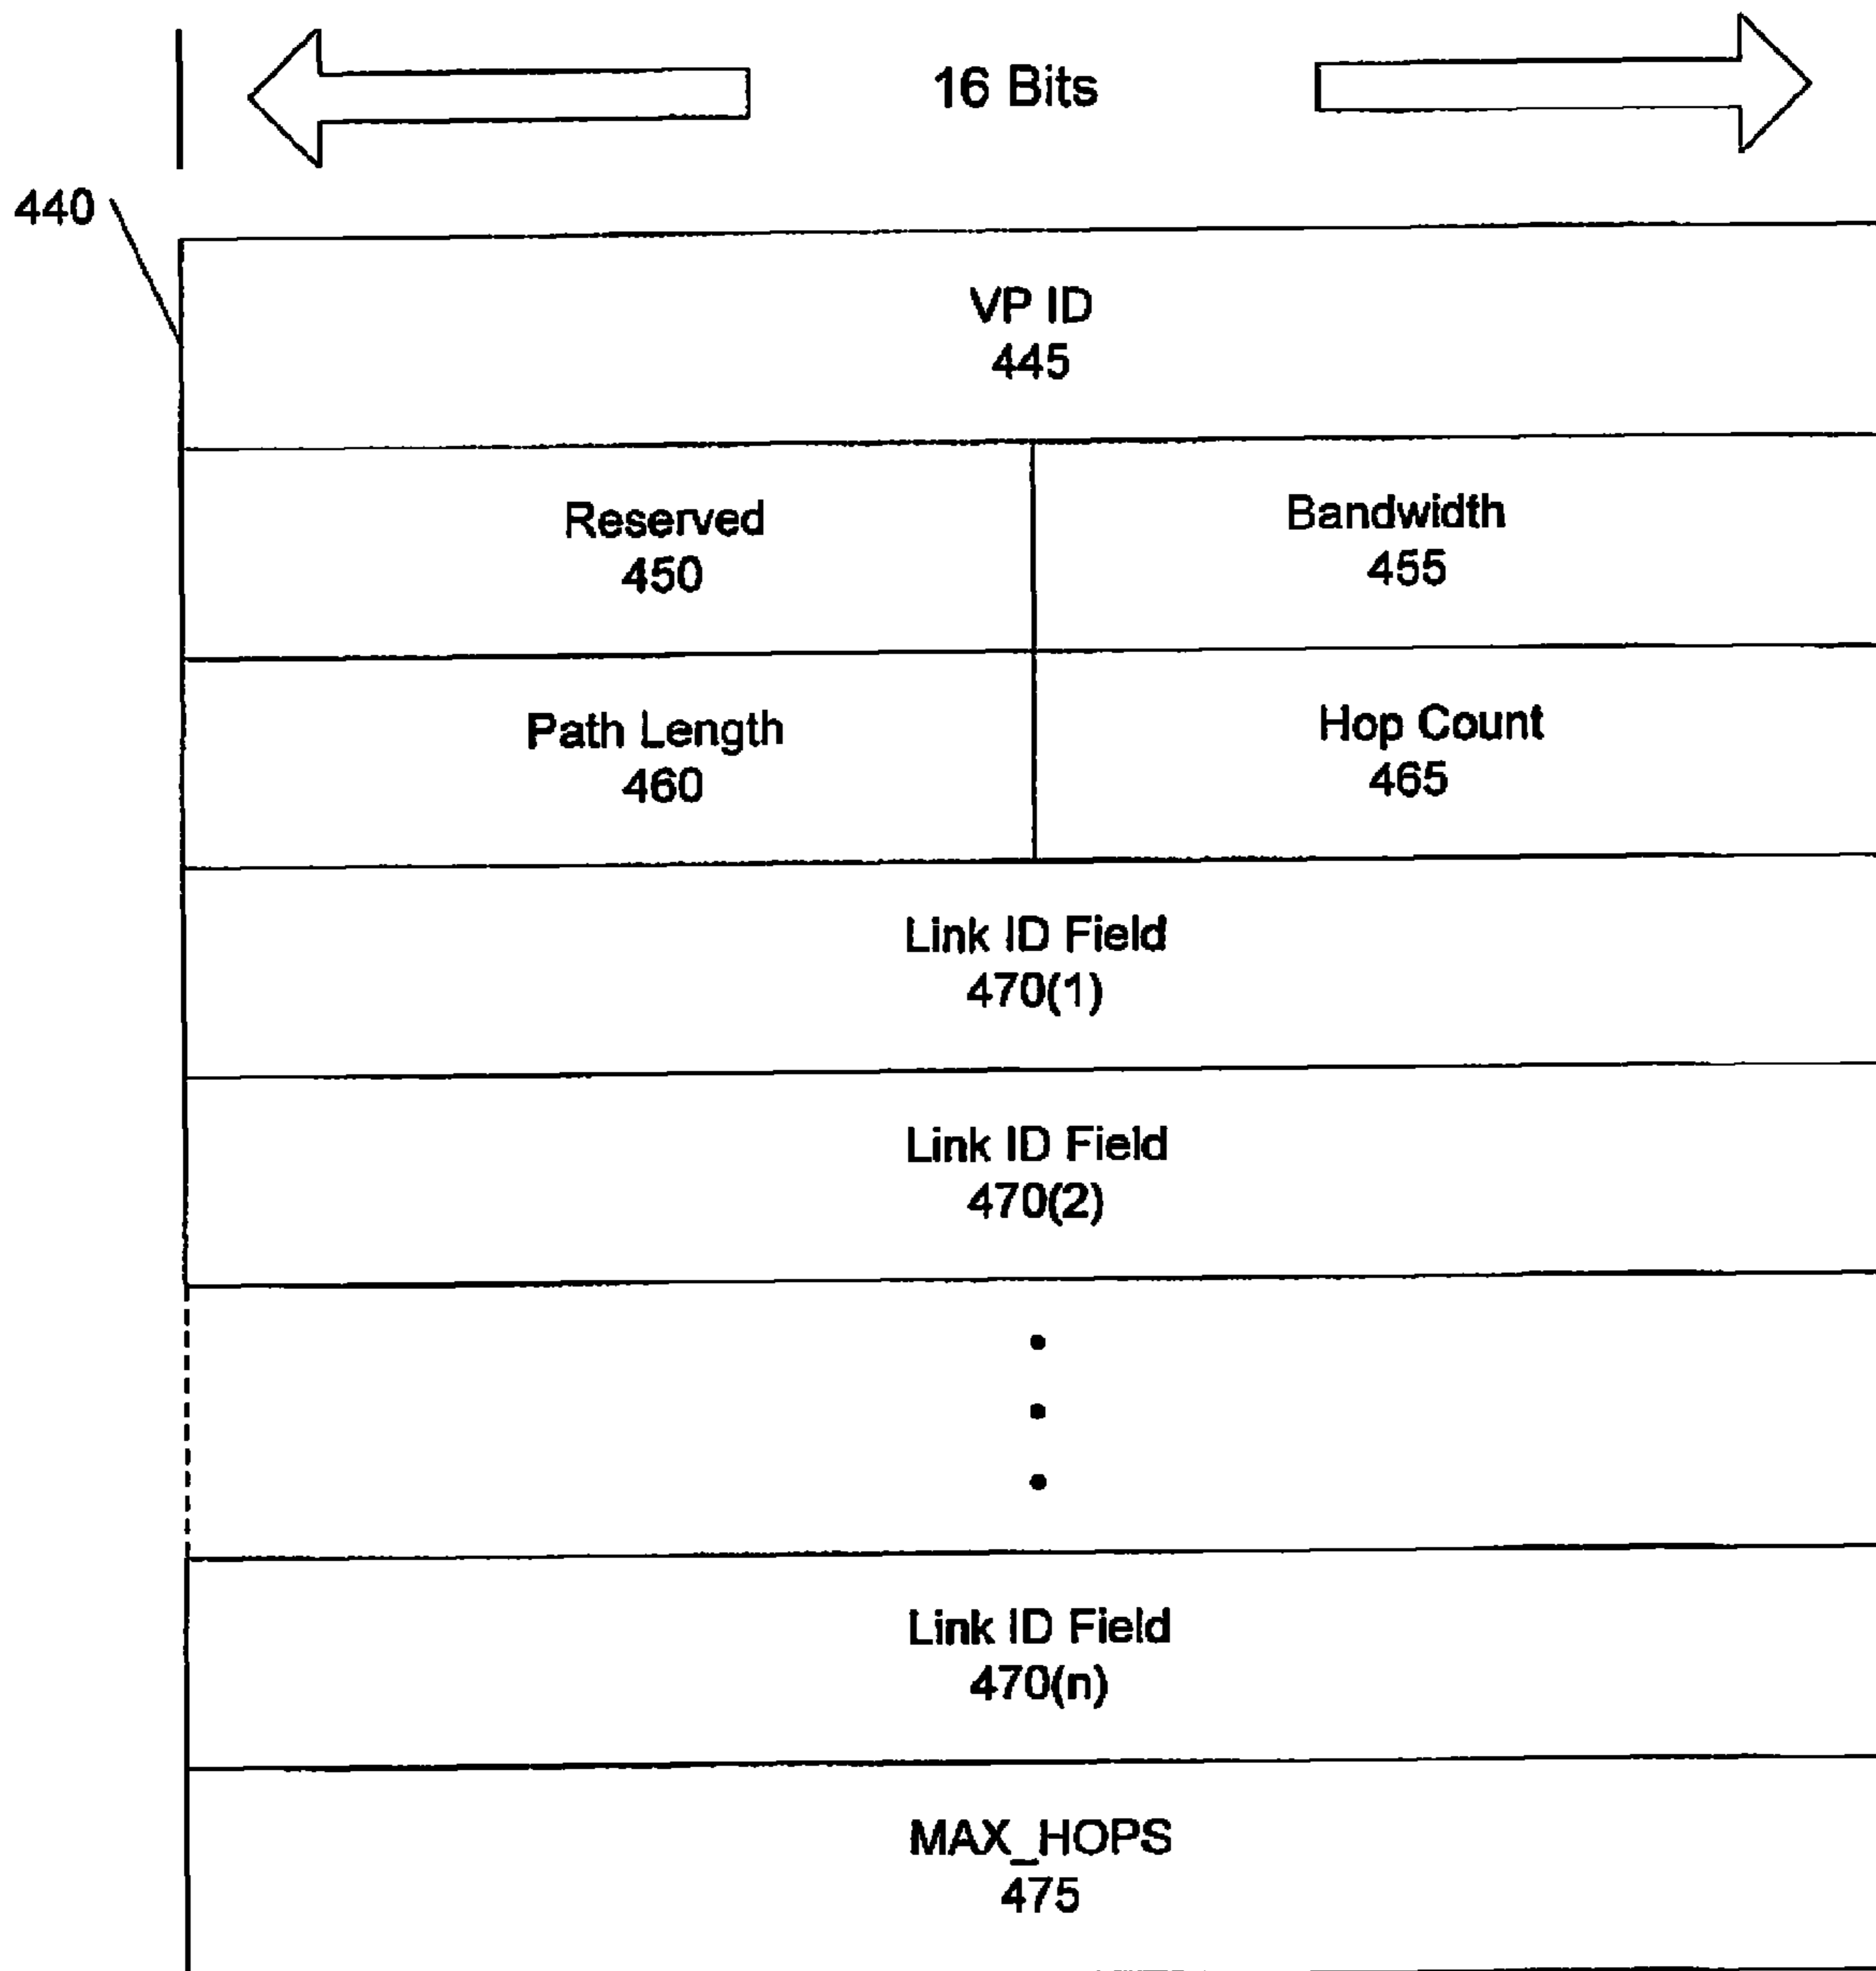 16 Bits
440
VP ID
445
Reserved
450
Bandwidth
455
Path Length
460
Hop Count
465
Link ID Field
470(1)
Link ID Field
470(2)
Link ID Field
470(n)
MAX_HOPS
475